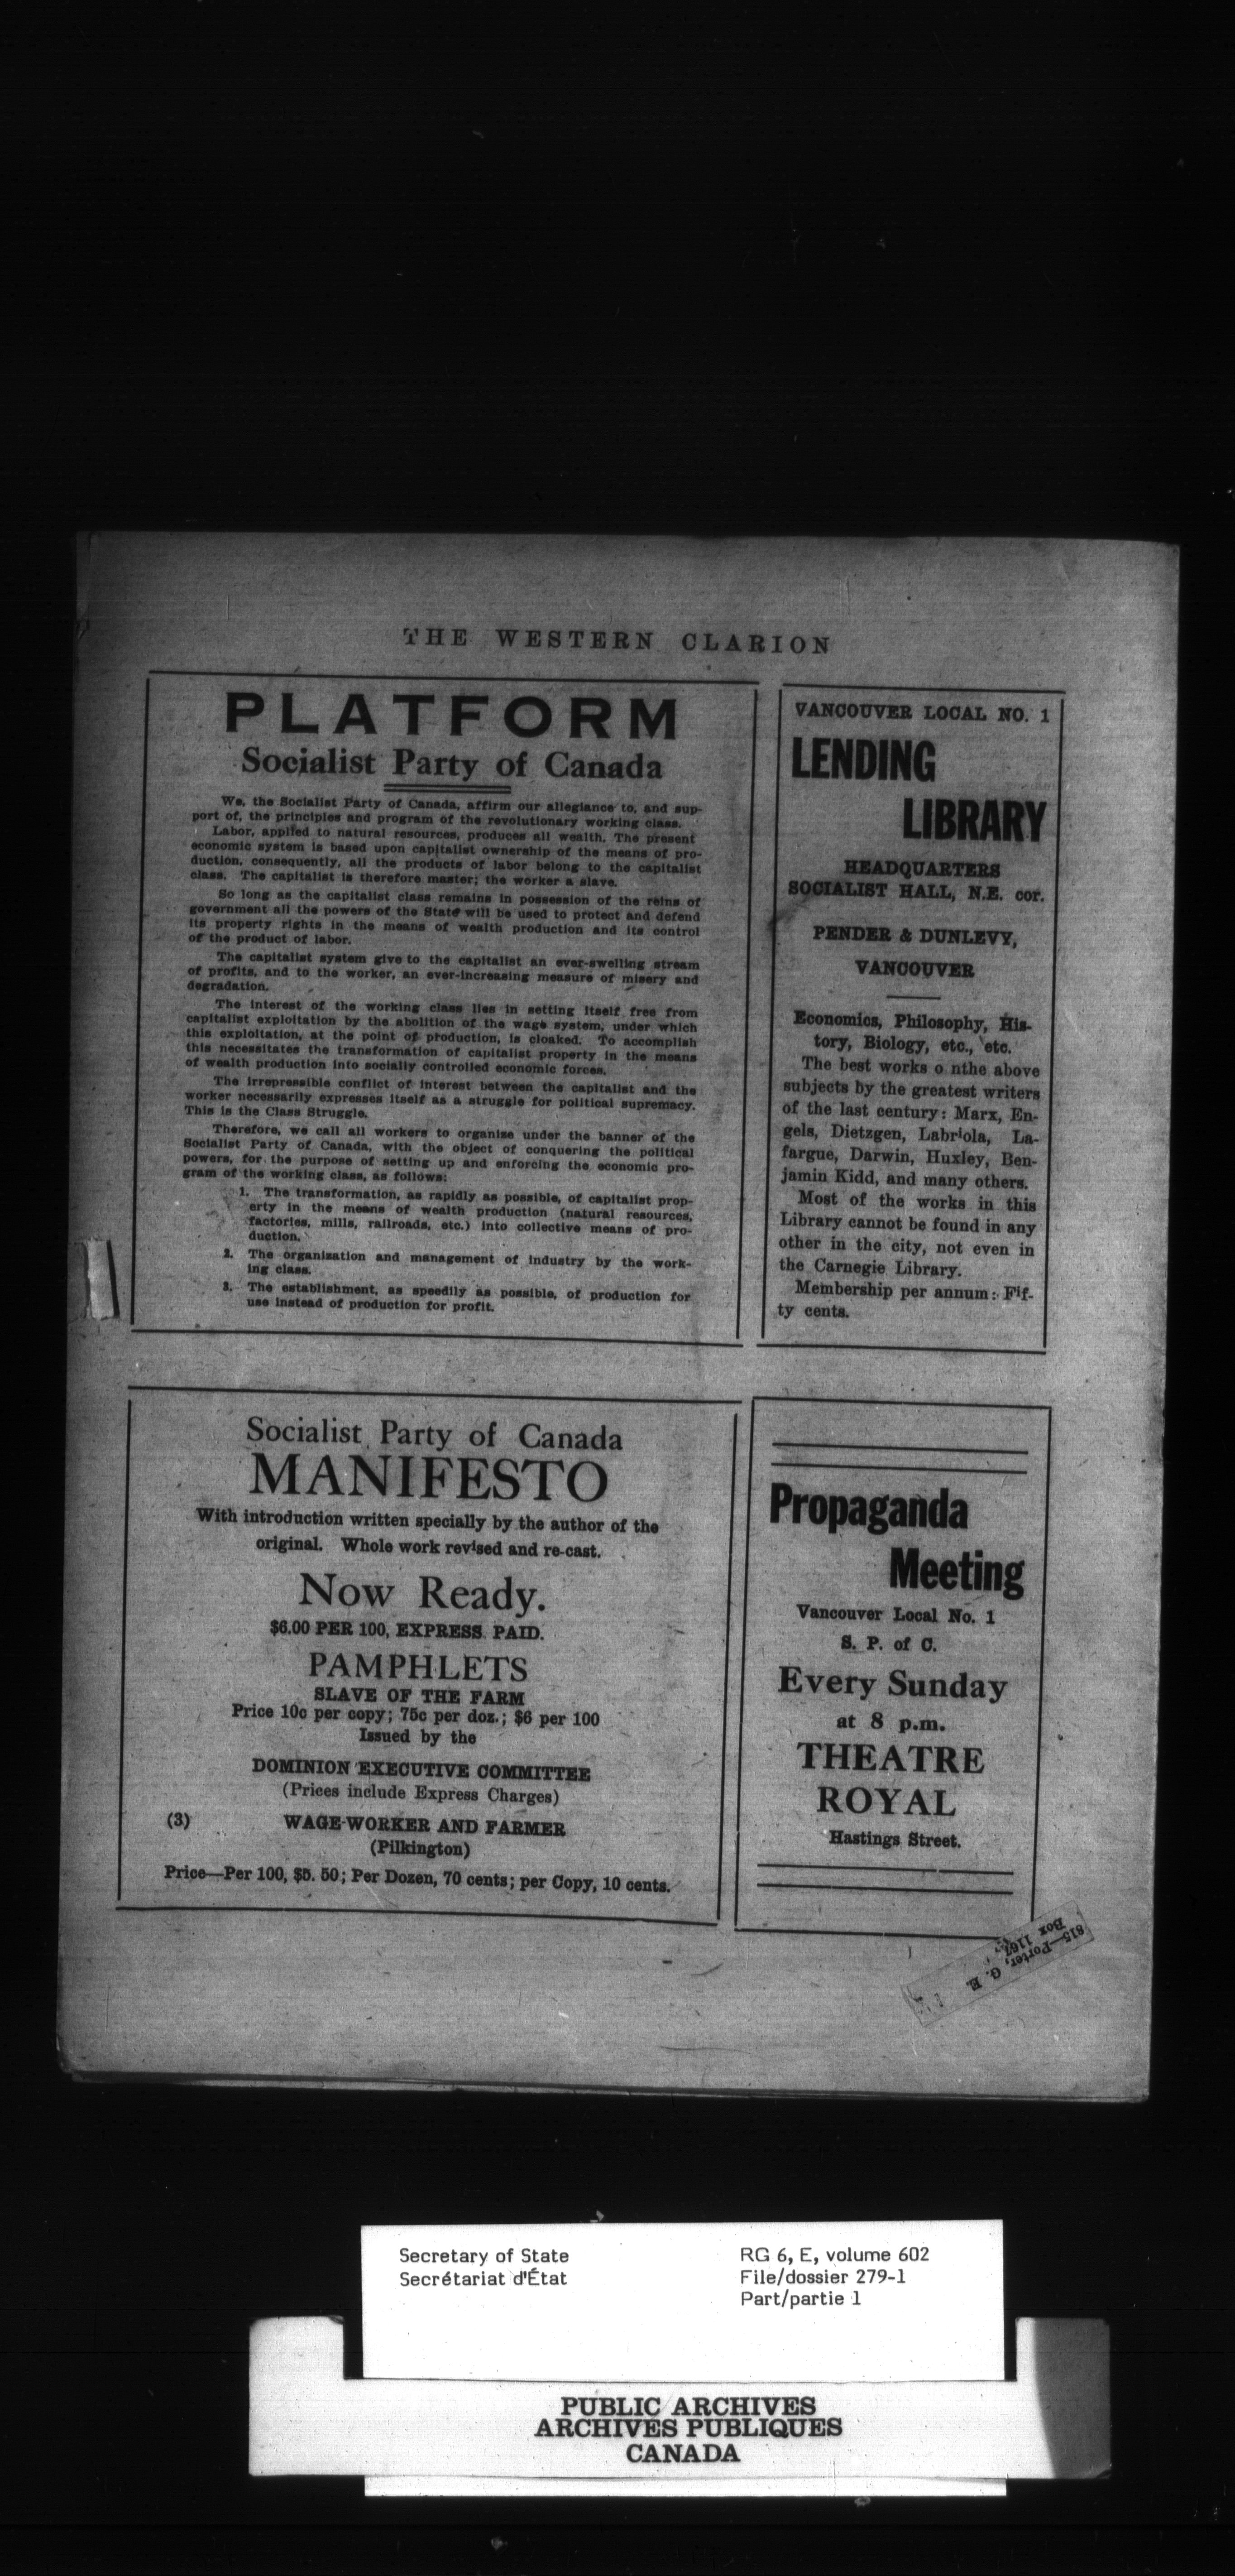 THE WESTERN CLARION
PLATFORM
Socialist Party of Canada
We, the Socialist Party of Canada, affirm our allegiance to, and sup-
port of, the principles and program of the revolutionary working class.
Labor, applied to natural resources, produces all wealth. The present
economic system is based upon capitalist ownership of the means of pro-
duction, consequently, all the products of labor belong to the capitalist
class. The capitalist is therefore master; the worker a slave.
So long as the capitalist class remains in possession of the reins of
government all the powers of the State will be used to protect and defend
its property rights in the means of wealth production and its control
of the product of labor.
The capitalist system give to the capitalist an ever-swelling stream
of profits, and to the worker, an ever-increasing measure of misery and
degradation.
The interest of the working class lies in setting itself free from
capitalist exploitation by the abolition of the wage system, under which
this exploitation, at the point of production, is cloaked. To accomplish
this necessitates the transformation of capitalist property in the means
of wealth production into socially controlled economic forces.
The irrepressible conflict of interest between the capitalist and the
worker necessarily expresses itself as a struggle for political supremacy.
This is the Class Struggle.
Therefore, we call all workers to organize under the banner of the
Socialist Party of Canada, with the object of conquering the political
powers, for the purpose of setting up and enforcing the economic pro-
gram of the working class, as follows:
1. The transformation, as rapidly as possible, of capitalist prop-
erty in the means of wealth production (natural resources,
factories, mills, railroads, etc.) into collective means of pro-
duction.
2. The organization and management of industry by the work-
ing class.
3. The establishment, as speedily as possible, of production for
use instead of production for profit.
VANCOUVER LOCAL NO. 1
LENDING
LIBRARY
HEADQUARTERS
SOCIALIST HALL, N.E. cor.
PENDER & DUNLEVY,
VANCOUVER
Economics, Philosophy, His-
tory, Biology, etc., etc.
The best works o nthe above
subjects by the greatest writers
of the last century: Marx, En-
gels, Dietzgen, Labriola, La-
fargue, Darwin, Huxley, Ben-
jamin Kidd, and many others.
Most of the works in this
Library cannot be found in any
other in the city, not even in
the Carnegie Library.
Membership per annum: Fif-
ty cents.
Socialist Party of Canada
MANIFESTO
With introduction written specially by the author of the
original. Whole work revised and re-cast.
Now Ready.
$6.00 PER 100, EXPRESS PAID.
PAMPHLETS
SLAVE OF THE FARM
Price 10c per copy; 75c per doz.; $6 per 100
Issued by the
DOMINION EXECUTIVE COMMITTEE
(Prices include Express Charges)
(3) WAGE-WORKER AND FARMER
(Pilkington)
Price—Per 100, $5. 50; Per Dozen, 70 cents; per Copy, 10 cents.
Propaganda
Meeting
Vancouver Local No. 1
S. P. of C.
Every Sunday
at 8 p.m.
THEATRE
ROYAL
Hastings Street.
815—Porter, G. E.
Box 1167,
Secretary of State
Secrétariat d'État
RG 6, E, volume 602
File/dossier 279-1
Part/partie 1
PUBLIC ARCHIVES
ARCHIVES PUBLIQUES
CANADA